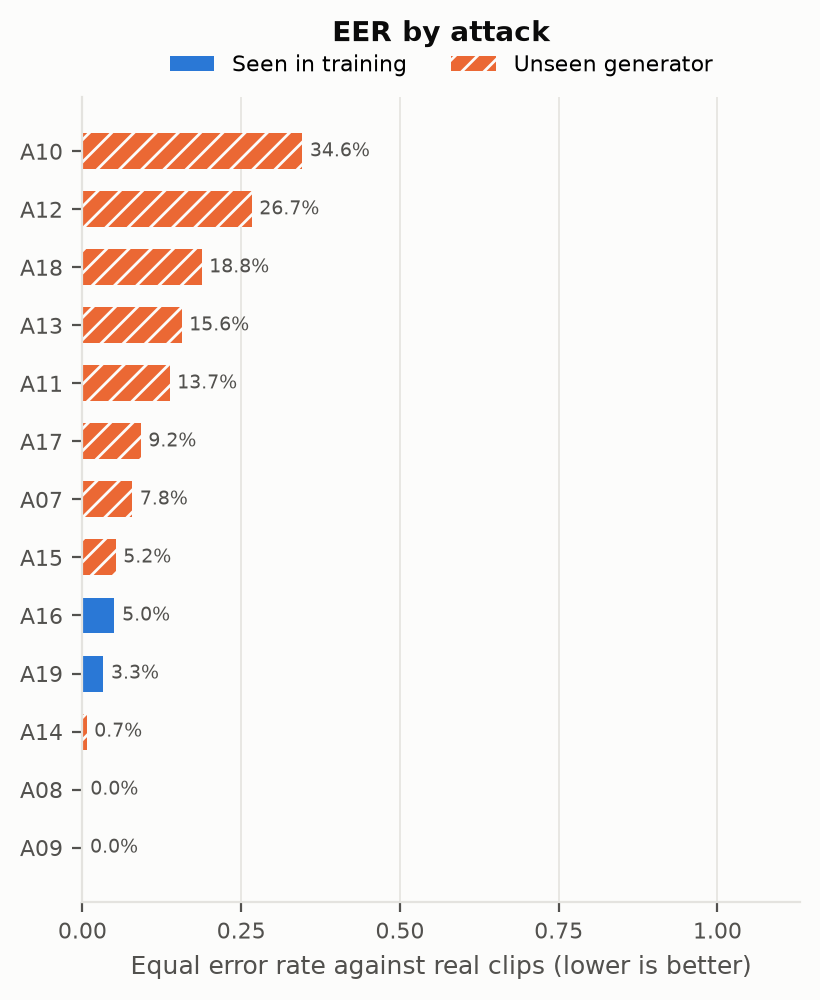 EER by attack
Seen in training
Unseen generator
A10 34.6%
A12 26.7%
A18 18.8%
A13 15.6%
A11 13.7%
A17 9.2%
A07 7.8%
A15 5.2%
A16 5.0%
A19 3.3%
A14 0.7%
A08 0.0%
A09 0.0%
0.00 0.25 0.50 0.75 1.00
Equal error rate against real clips (lower is better)